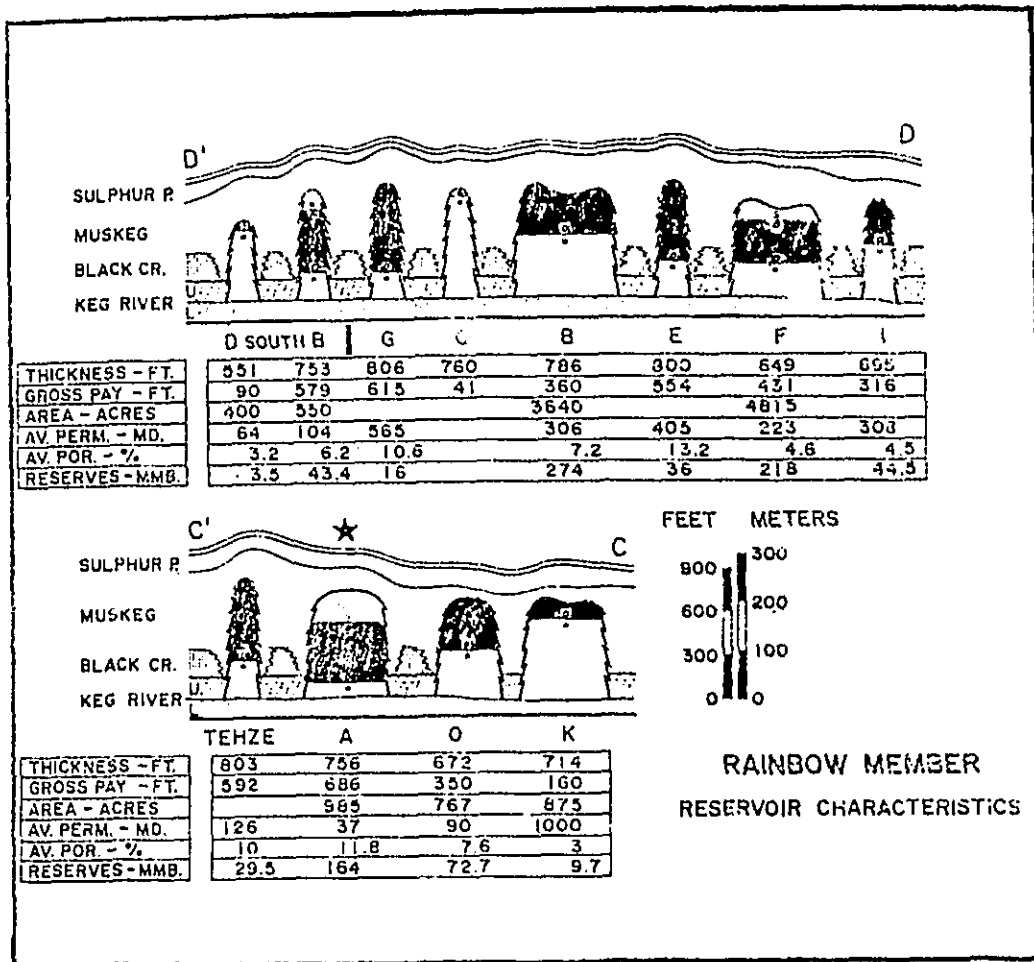 D' D
SULPHUR P.
MUSKEG
BLACK CR.
KEG RIVER
U.
D SOUTH B G C B E F I
THICKNESS - FT. 551 753 806 760 786 800 649
GROSS PAY - FT. 90 579 615 41 360 554 431 316
AREA - ACRES 400 550 3640 4815
AV. PERM. - MD. 64 104 565 306 405 223 303
AV. POR. - % 3.2 6.2 10.6 7.2 13.2 4.6 4.5
RESERVES - MMB. 3.5 43.4 16 274 36 218 44.5
C' C
SULPHUR P.
MUSKEG
BLACK CR.
KEG RIVER
U.
FEET METERS
900 300
600 200
300 100
0 0
TEHZE A O K
THICKNESS - FT. 803 756 672 714
GROSS PAY - FT. 592 686 350 160
AREA - ACRES 985 767 875
AV. PERM. - MD. 126 37 90 1000
AV. POR. - % 10 11.8 7.6 3
RESERVES - MMB. 29.5 164 72.7 9.7
RAINBOW MEMBER
RESERVOIR CHARACTERISTICS